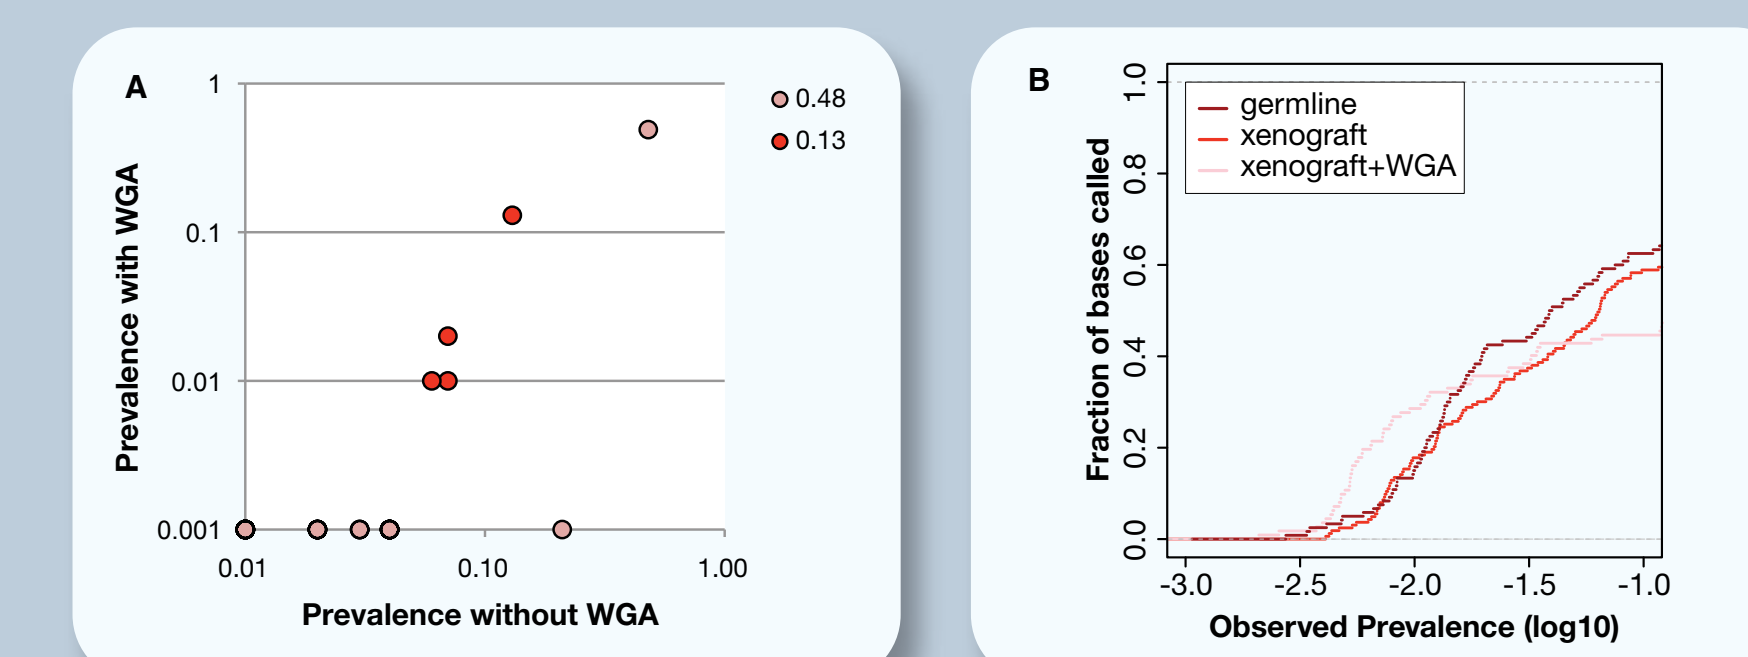 A
1
0.1
0.01
0.001
Prevalence with WGA
0.01 0.10 1.00
Prevalence without WGA
0.48
0.13
B
1.0
0.8
0.6
0.4
0.2
0.0
Fraction of bases called
germline
xenograft
xenograft+WGA
-3.0 -2.5 -2.0 -1.5 -1.0
Observed Prevalence (log10)